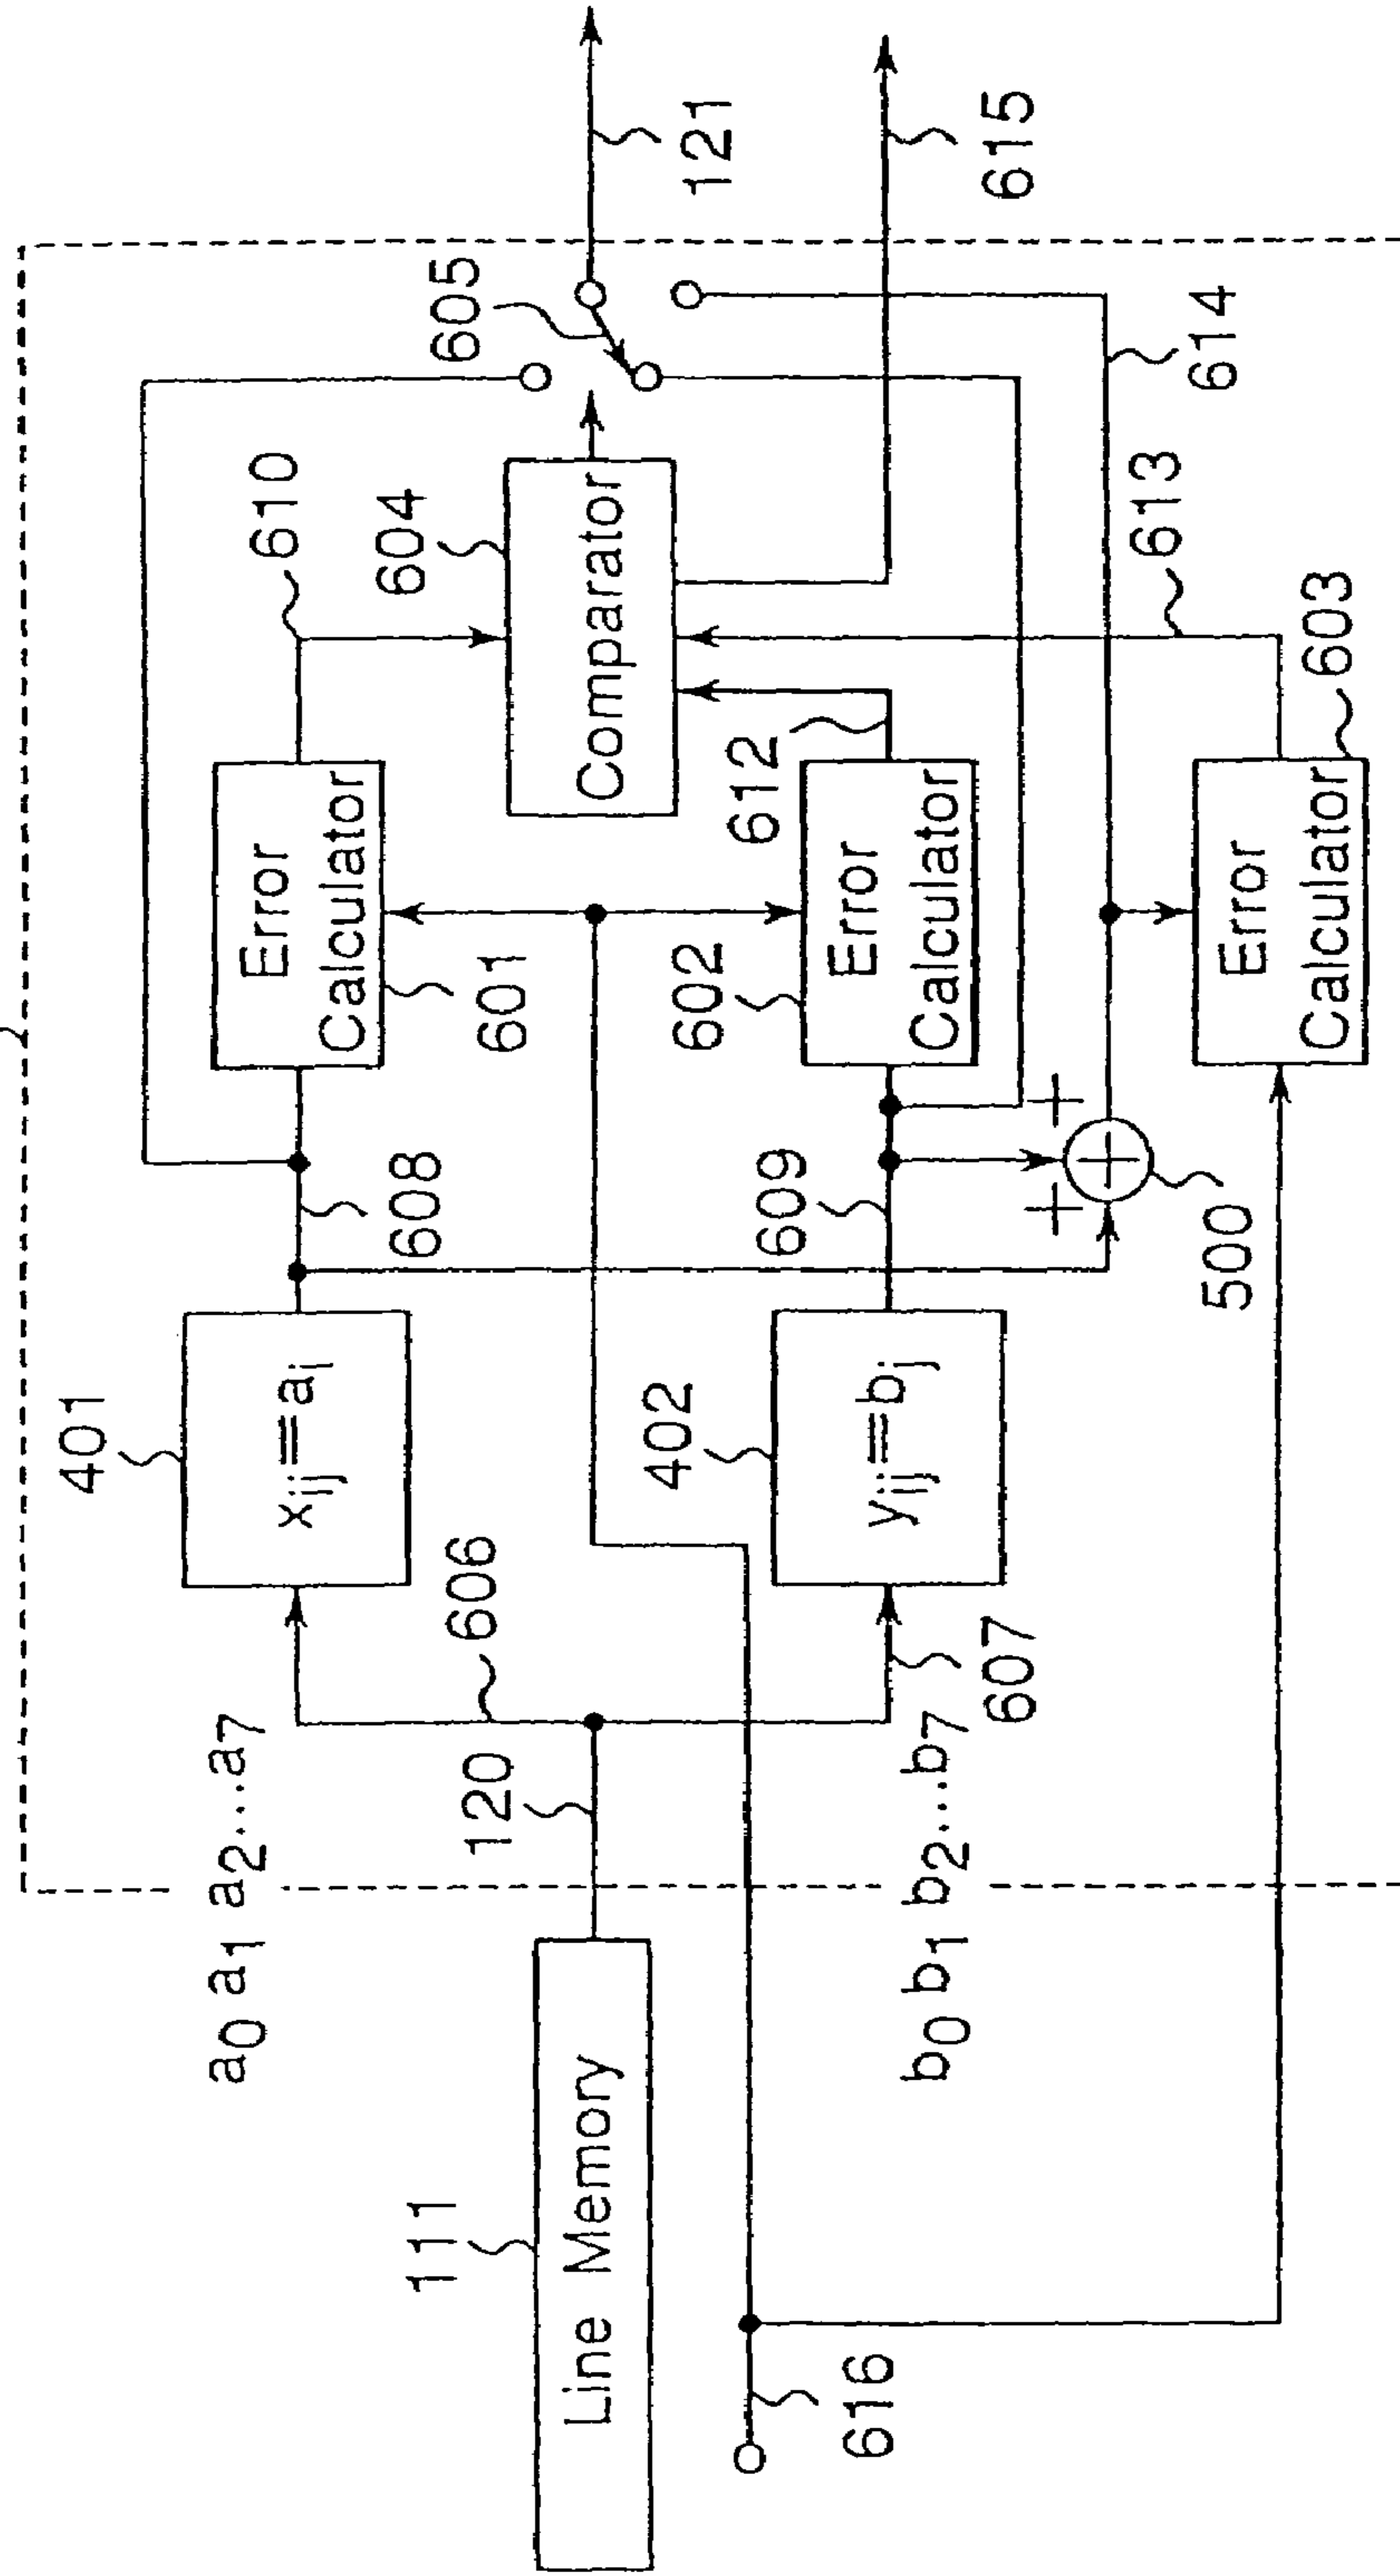 111
Line Memory
616
a0 a1 a2...a7
120
606
b0 b1 b2...b7
607
401
xij=ai
402
yij=bj
608
609
+
+
+
500
601
Error
Calculator
602
Error
Calculator
603
Error
Calculator
610
612
613
604
Comparator
605
614
121
615